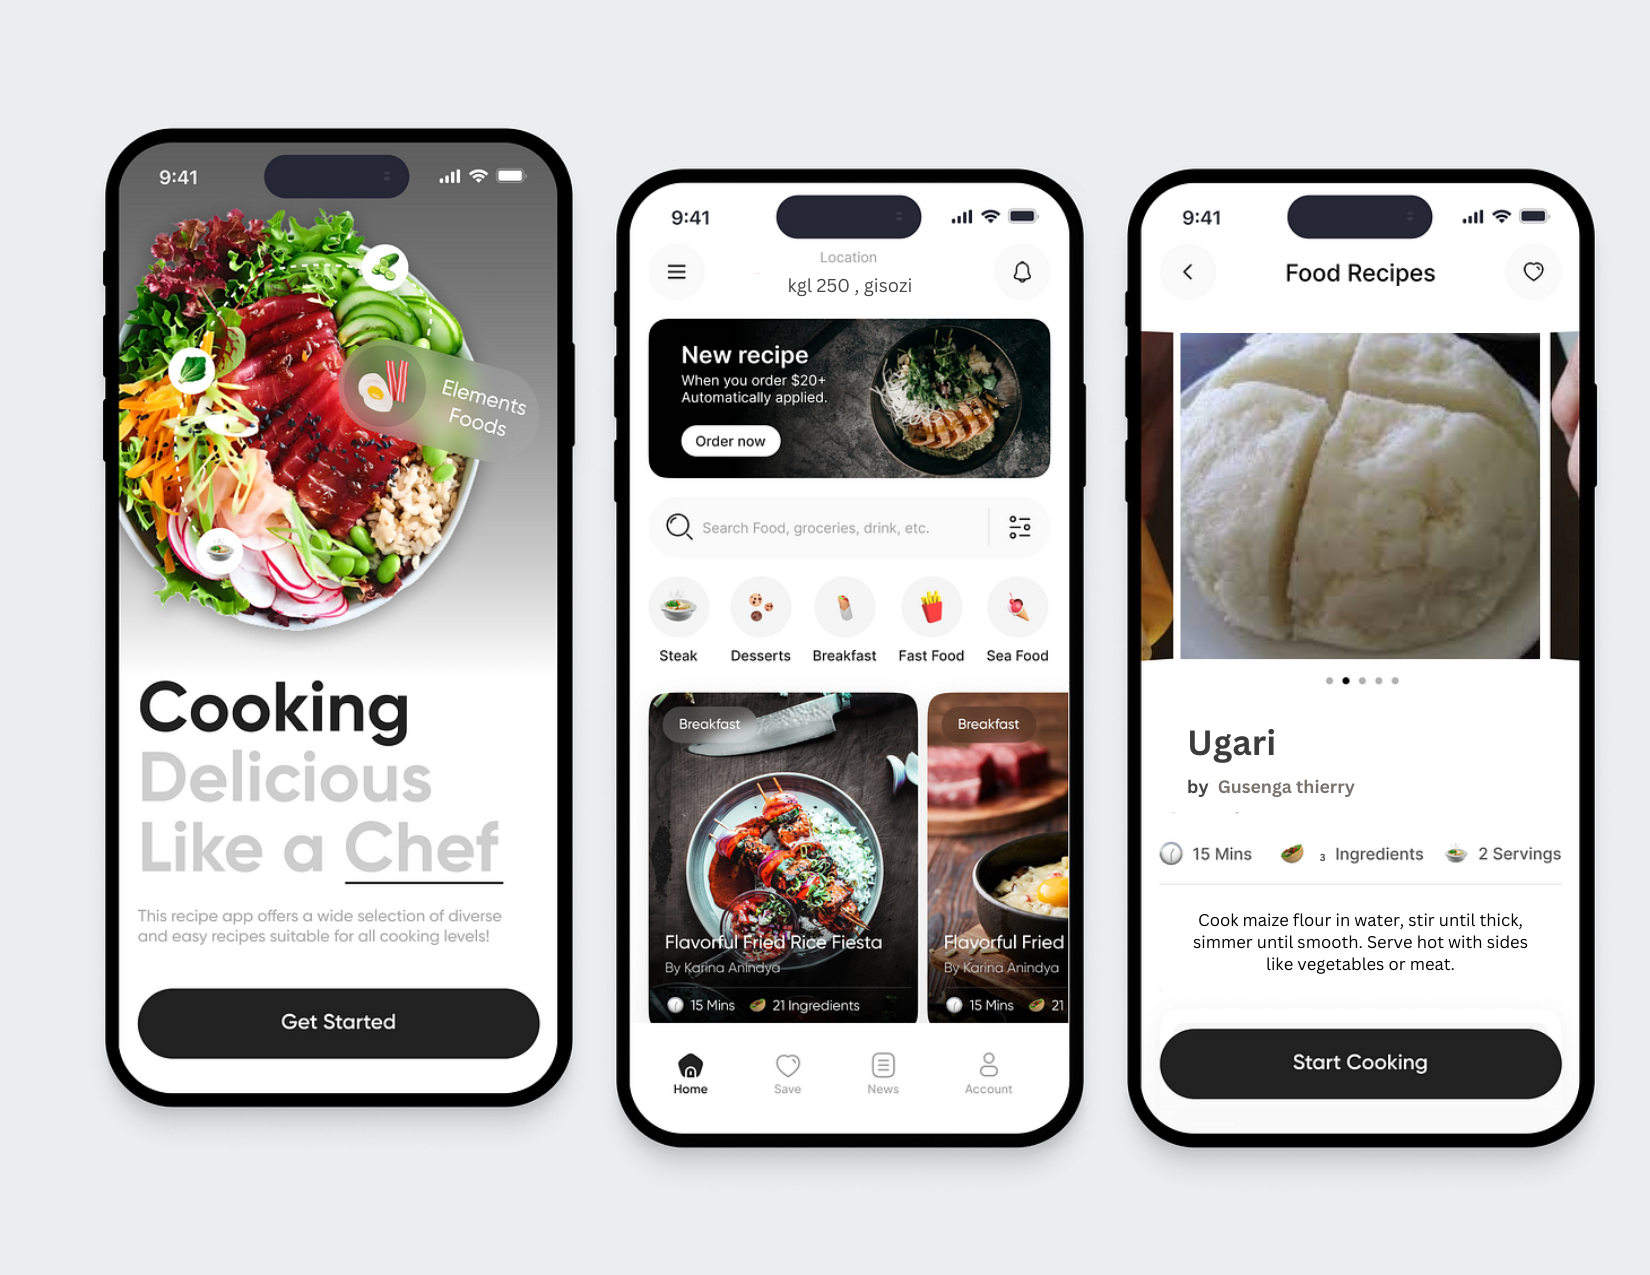 9:41
Elements
Foods
Cooking
Delicious
Like a Chef
This recipe app offers a wide selection of diverse
and easy recipes suitable for all cooking levels!
Get Started
9:41
Location
kgl 250 , gisozi
New recipe
When you order $20+
Automatically applied.
Order now
Search Food, groceries, drink, etc.
Steak Desserts Breakfast Fast Food Sea Food
Breakfast
Flavorful Fried Rice Fiesta
By Karina Anindya
15 Mins 21 Ingredients
Breakfast
Flavorful Fried
By Karina Anindya
15 Mins 21
Home Save News Account
9:41
Food Recipes
Ugari
by Gusenga thierry
15 Mins 3 Ingredients 2 Servings
Cook maize flour in water, stir until thick,
simmer until smooth. Serve hot with sides
like vegetables or meat.
Start Cooking